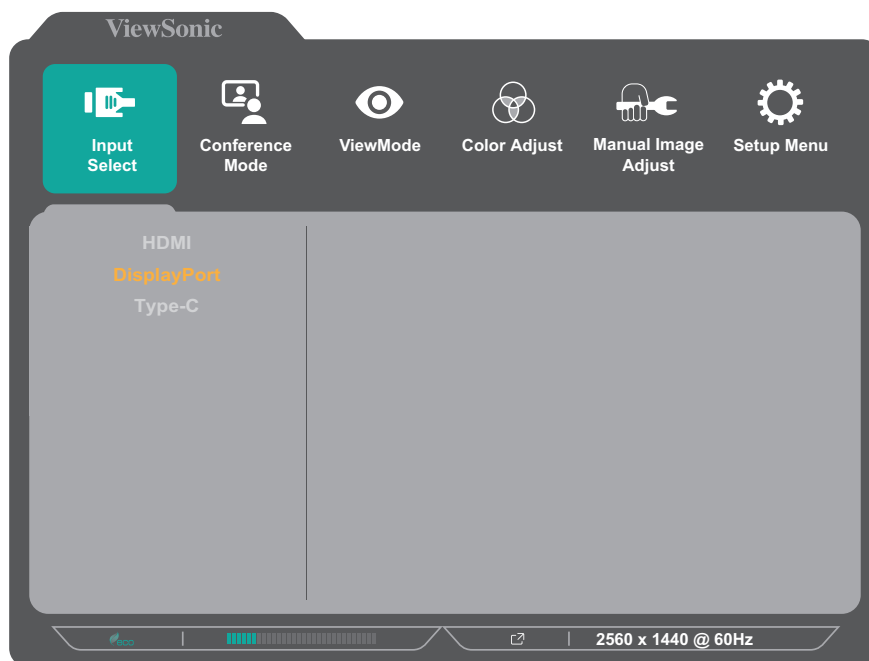 ViewSonic
Input
Select
Conference
Mode
ViewMode
Color Adjust
Manual Image
Adjust
Setup Menu
HDMI
DisplayPort
Type-C
eco
2560 x 1440 @ 60Hz